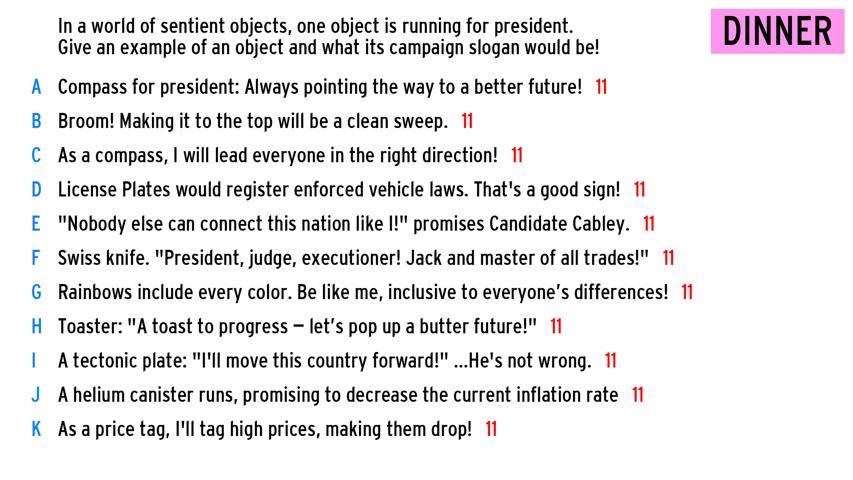 In a world of sentient objects, one object is running for president.
Give an example of an object and what its campaign slogan would be!
DINNER
A Compass for president: Always pointing the way to a better future! 11
B Broom! Making it to the top will be a clean sweep. 11
C As a compass, I will lead everyone in the right direction! 11
D License Plates would register enforced vehicle laws. That's a good sign! 11
E "Nobody else can connect this nation like I!" promises Candidate Cabley. 11
F Swiss knife. "President, judge, executioner! Jack and master of all trades!" 11
G Rainbows include every color. Be like me, inclusive to everyone’s differences! 11
H Toaster: "A toast to progress – let’s pop up a butter future!" 11
I A tectonic plate: "I'll move this country forward!" ...He's not wrong. 11
J A helium canister runs, promising to decrease the current inflation rate 11
K As a price tag, I'll tag high prices, making them drop! 11